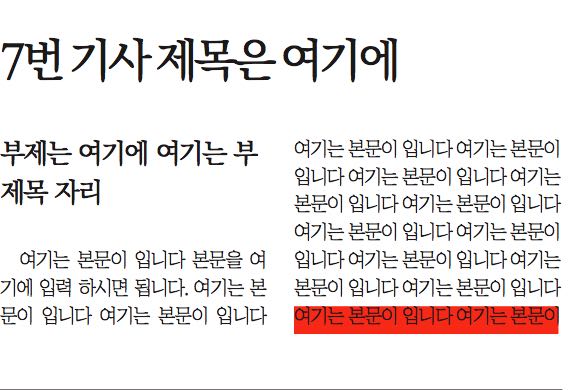 7번 기사 제목은 여기에
부제는 여기에 여기는 부
제목 자리
여기는 본문이 입니다 본문을 여
기에 입력 하시면 됩니다. 여기는 본
문이 입니다 여기는 본문이 입니다
여기는 본문이 입니다 여기는 본문이
입니다 여기는 본문이 입니다 여기는
본문이 입니다 여기는 본문이 입니다
여기는 본문이 입니다 여기는 본문이
입니다 여기는 본문이 입니다 여기는
본문이 입니다 여기는 본문이 입니다
여기는 본문이 입니다 여기는 본문이